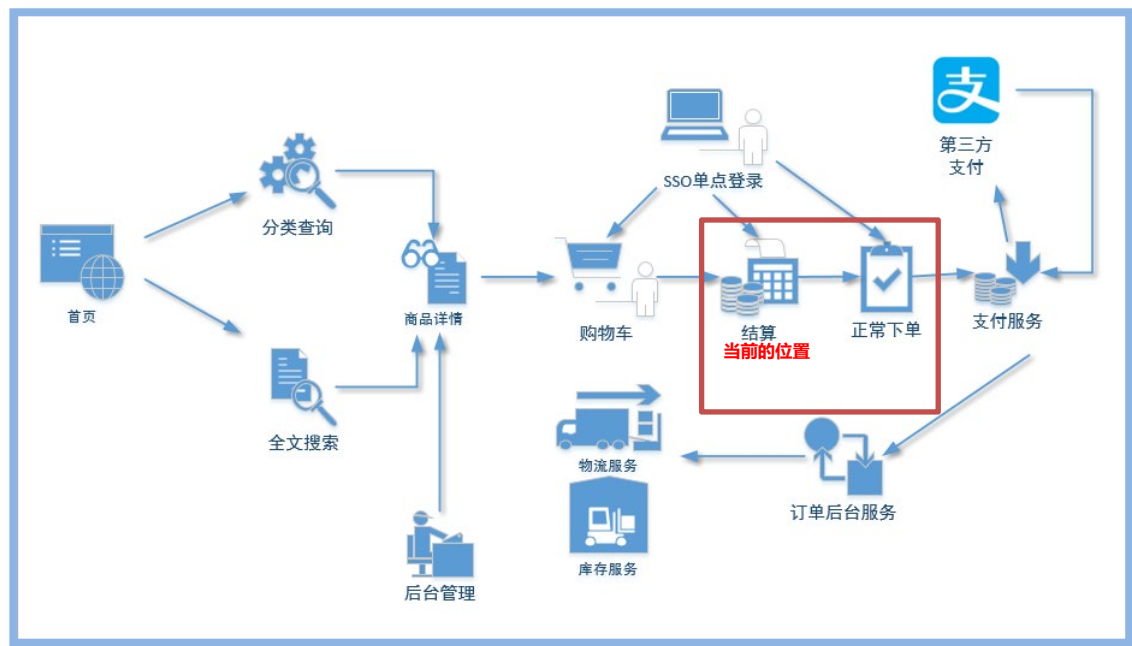 支
第三方
支付
SSO单点登录
分类查询
首页
商品详情
购物车
结算
当前的位置
正常下单
支付服务
全文搜索
物流服务
订单后台服务
库存服务
后台管理